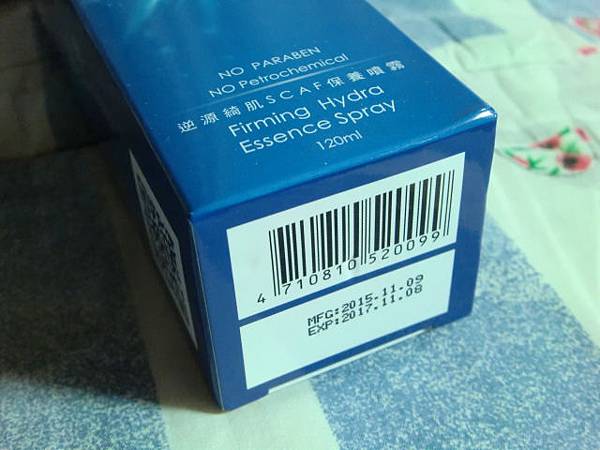 NO PARABEN
NO Petrochemical
逆源綺肌SCAF保養噴霧
Firming Hydra
Essence Spray
120ml
4 710810 520099
MFG:2015.11.09
EXP:2017.11.08